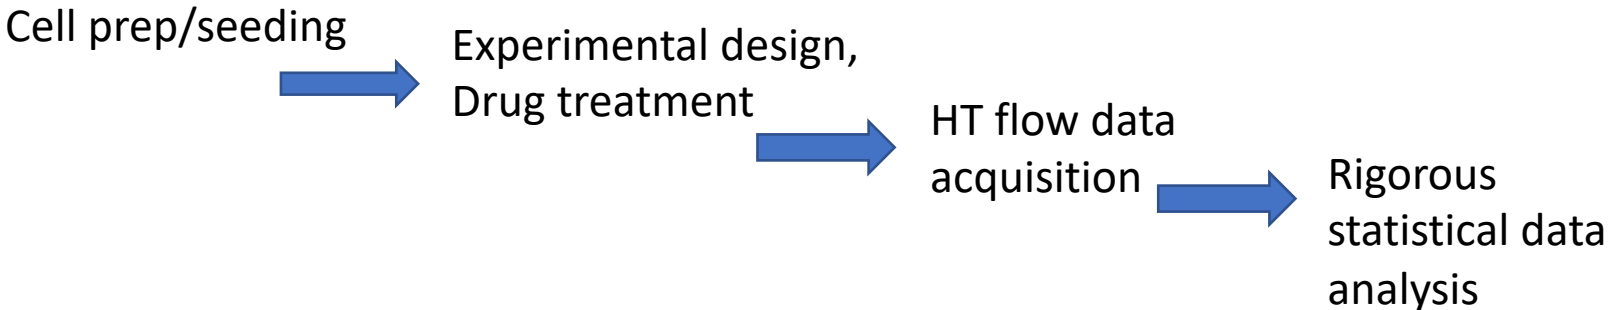 Cell prep/seeding
Experimental design,
Drug treatment
HT flow data
acquisition
Rigorous
statistical data
analysis